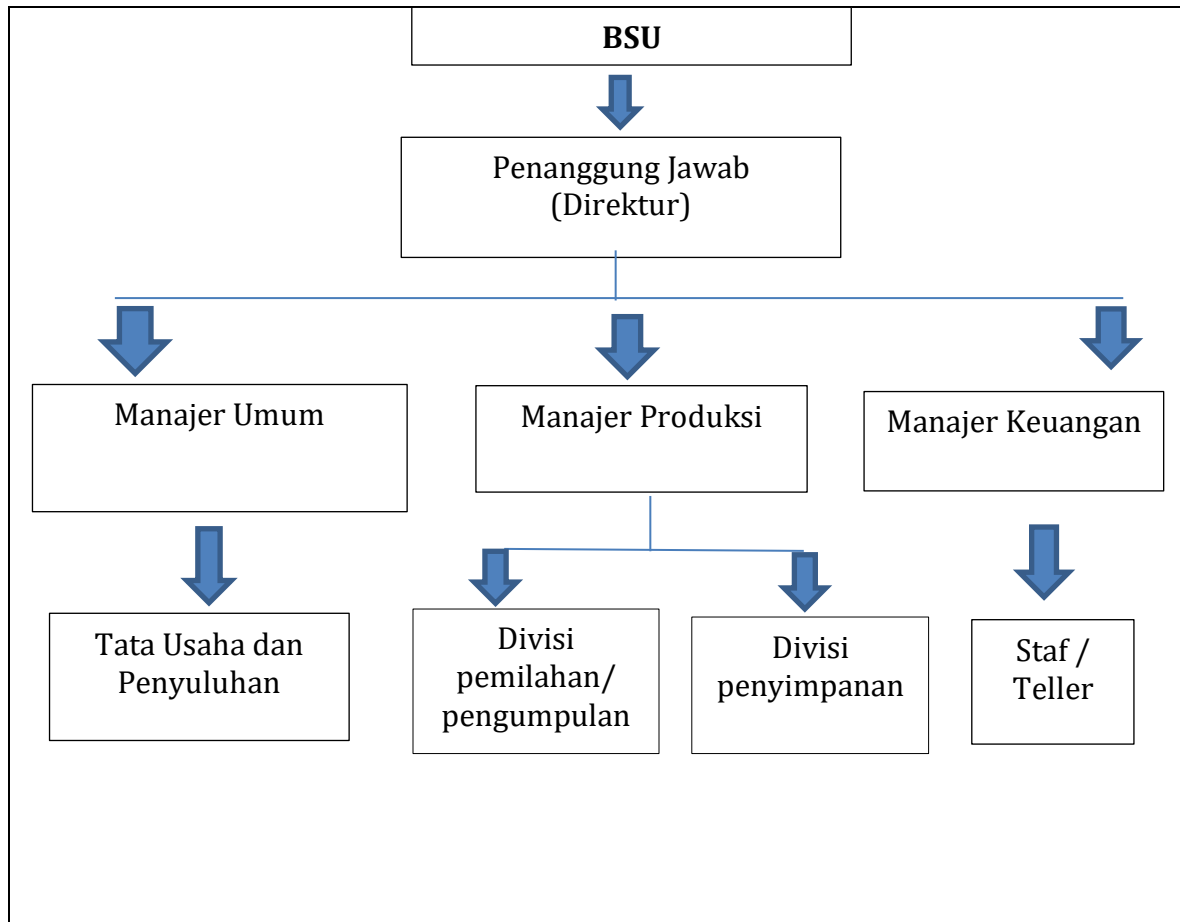 BSU
Penanggung Jawab
(Direktur)
Manajer Umum
Manajer Produksi
Manajer Keuangan
Tata Usaha dan
Penyuluhan
Divisi
pemilahan/
pengumpulan
Divisi
penyimpanan
Staf /
Teller